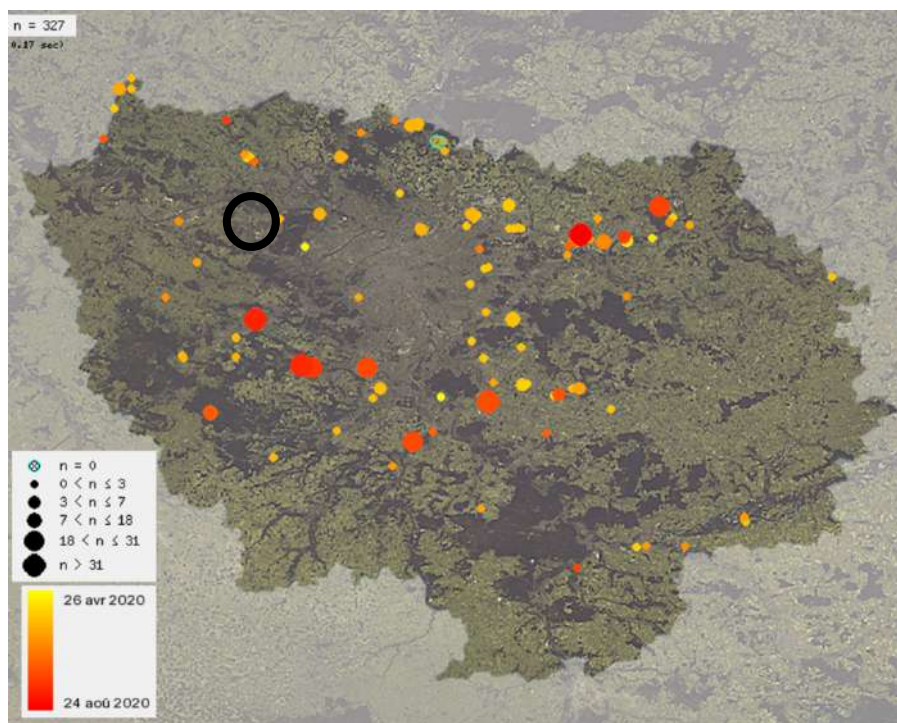 n = 327
0.17 sec)
n = 0
0 < n ≤ 3
3 < n ≤ 7
7 < n ≤ 18
18 < n ≤ 31
n > 31
26 avr 2020
24 aoû 2020